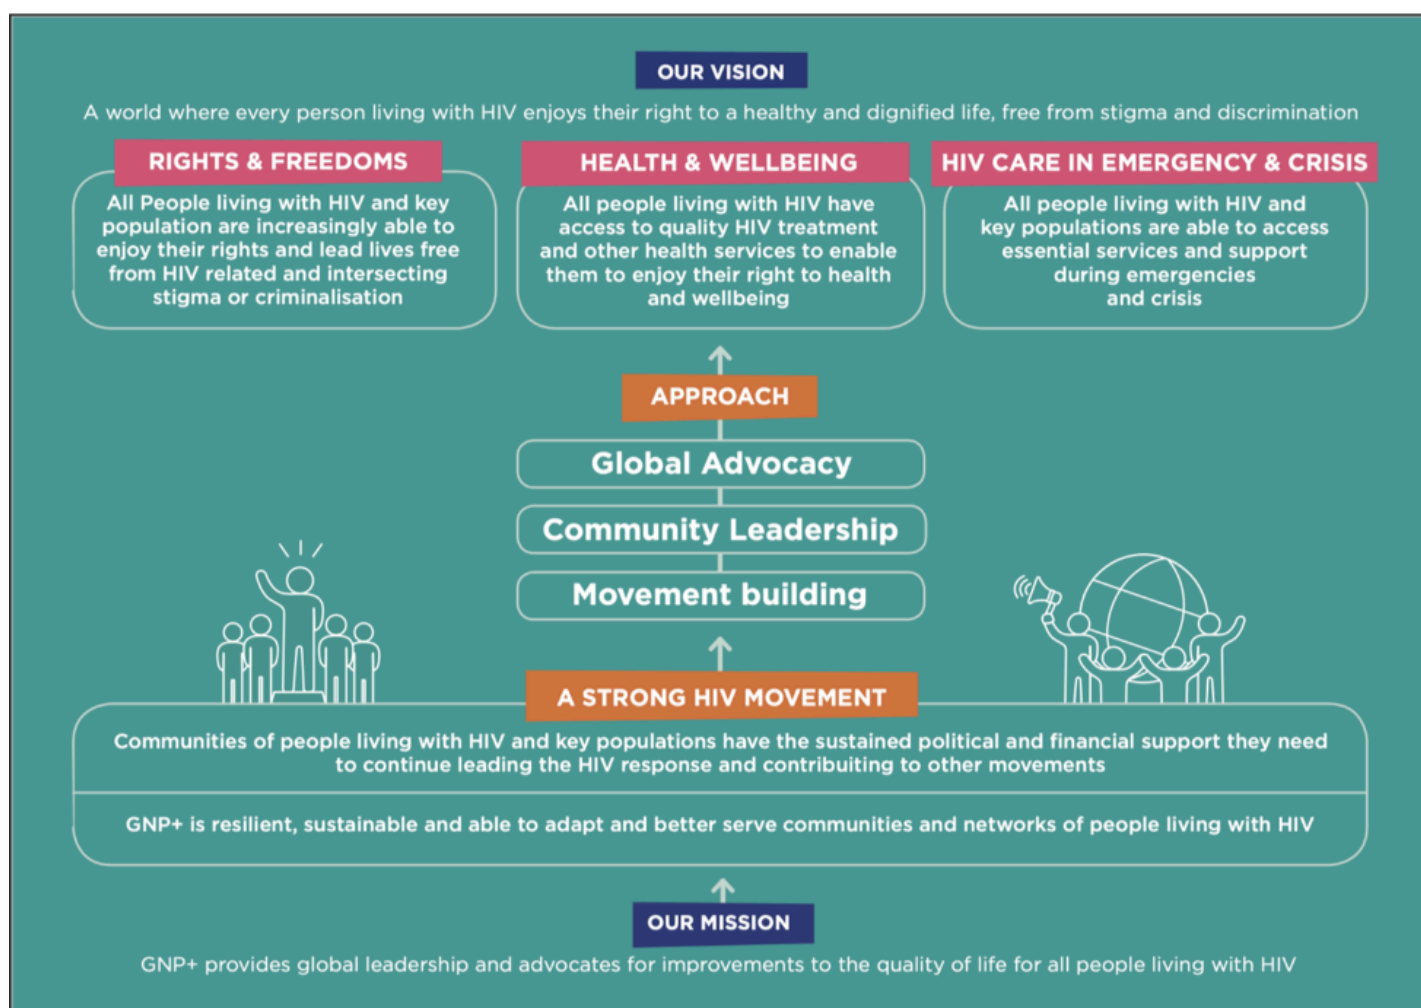 OUR VISION
A world where every person living with HIV enjoys their right to a healthy and dignified life, free from stigma and discrimination
RIGHTS & FREEDOMS
All People living with HIV and key
population are increasingly able to
enjoy their rights and lead lives free
from HIV related and intersecting
stigma or criminalisation
HEALTH & WELLBEING
All people living with HIV have
access to quality HIV treatment
and other health services to enable
them to enjoy their right to health
and wellbeing
HIV CARE IN EMERGENCY & CRISIS
All people living with HIV and
key populations are able to access
essential services and support
during emergencies
and crisis
APPROACH
Global Advocacy
Community Leadership
Movement building
A STRONG HIV MOVEMENT
Communities of people living with HIV and key populations have the sustained political and financial support they need
to continue leading the HIV response and contribuiting to other movements
GNP+ is resilient, sustainable and able to adapt and better serve communities and networks of people living with HIV
OUR MISSION
GNP+ provides global leadership and advocates for improvements to the quality of life for all people living with HIV